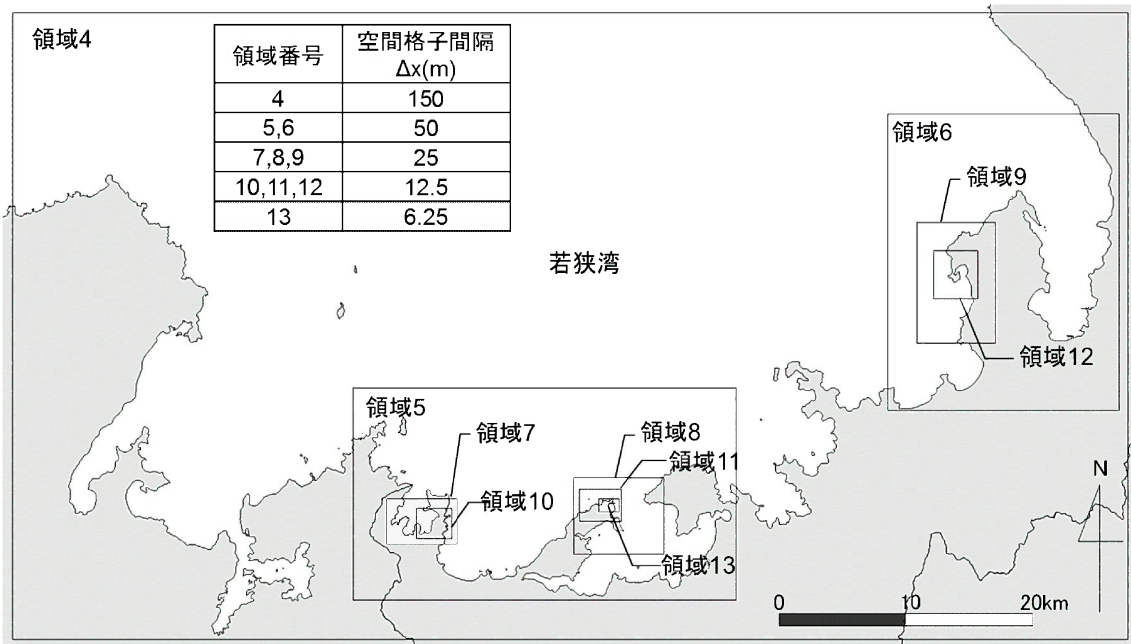 領域4
領域番号
空間格子間隔
Δx(m)
4
150
5,6
50
7,8,9
25
10,11,12
12.5
13
6.25
領域6
領域9
若狭湾
領域12
領域5
領域7
領域8
領域11
領域10
領域13
N
0
10
20km